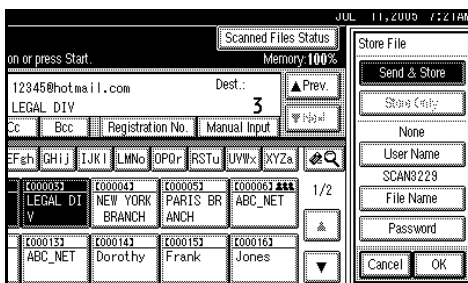 JUL 11,2005 7:21AM
Scanned Files Status
on or press Start.
Memory:100%
12345@hotmail.com
Dest.:
LEGAL DIV
3
▲Prev.
▼Next
Cc
Bcc
Registration No.
Manual Input
EFgh
GHij
IJKl
LMNo
OPQr
RSTu
UVWx
XYZa
[00003]
LEGAL DI
V
[00004]
NEW YORK
BRANCH
[00005]
PARIS BR
ANCH
[00006]
ABC_NET
1/2
[00013]
ABC_NET
[00014]
Dorothy
[00015]
Frank
[00016]
Jones
Store File
Send & Store
Store Only
None
User Name
SCAN3229
File Name
Password
Cancel
OK